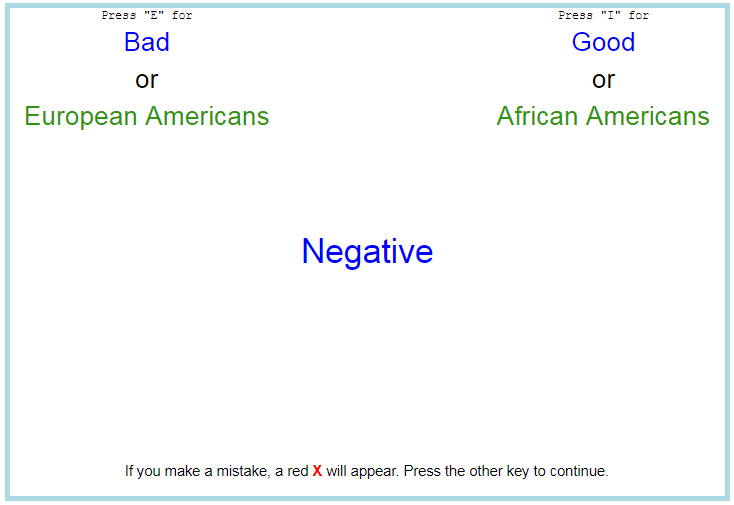 Press "E" for
Press "I" for
Bad
Good
or
or
European Americans
African Americans
Negative
If you make a mistake, a red X will appear. Press the other key to continue.